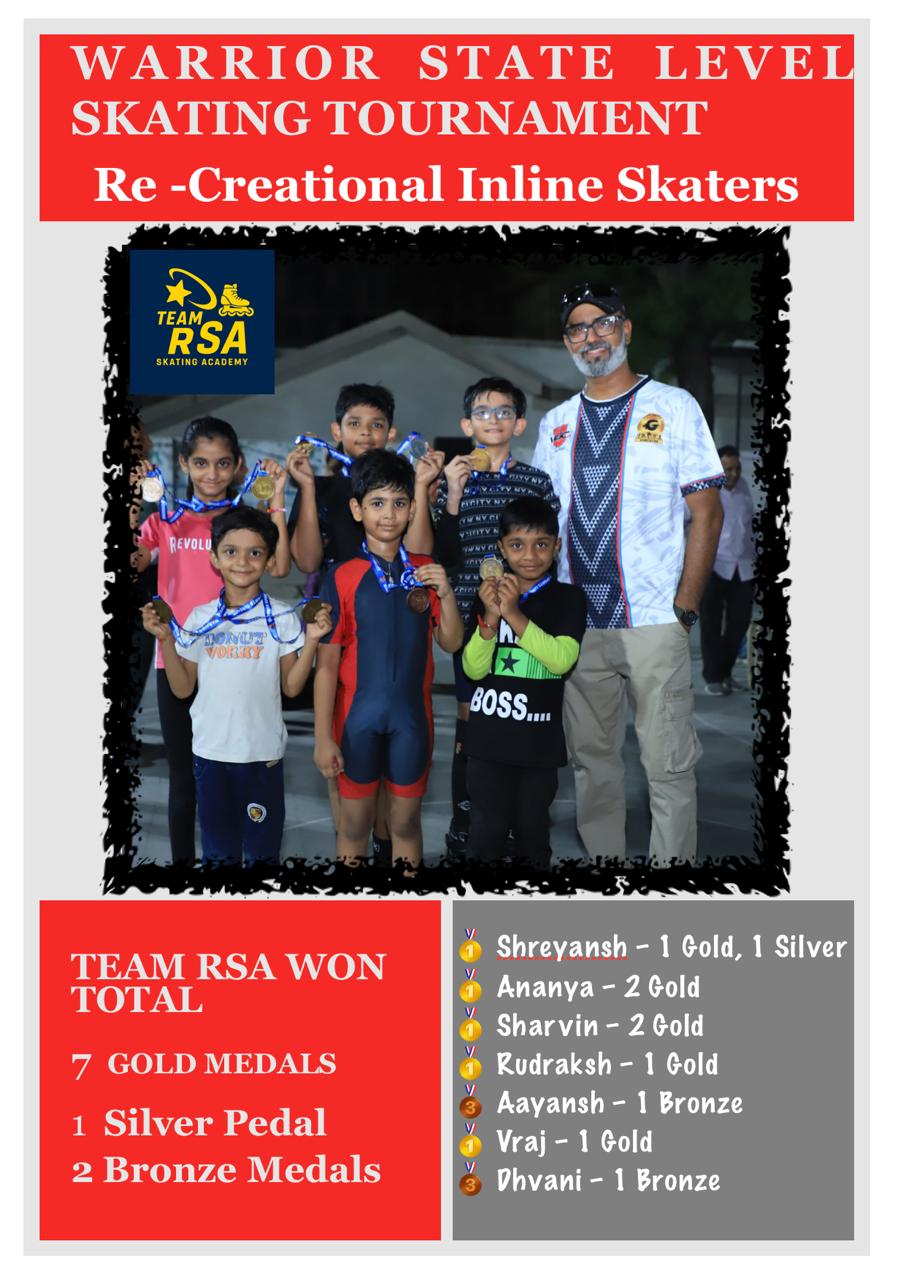 WARRIOR STATE LEVEL
SKATING TOURNAMENT
Re -Creational Inline Skaters
TEAM
RSA
SKATING ACADEMY
REVOLU
DONUT
WORRY
BOSS....
TEAM RSA WON
TOTAL
7 GOLD MEDALS
1 Silver Pedal
2 Bronze Medals
Shreyansh – 1 Gold, 1 Silver
Ananya – 2 Gold
Sharvin – 2 Gold
Rudraksh – 1 Gold
Aayansh – 1 Bronze
Vraj – 1 Gold
Dhvani – 1 Bronze